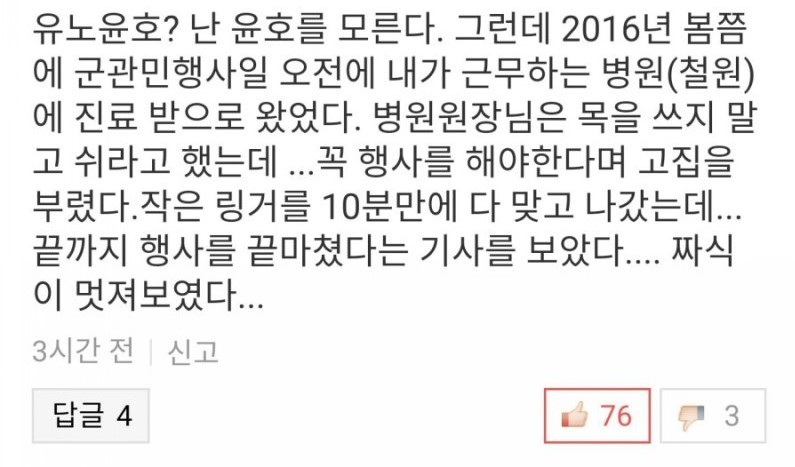 유노윤호? 난 윤호를 모른다. 그런데 2016년 봄쯤
에 군관민행사일 오전에 내가 근무하는 병원(철원)
에 진료 받으로 왔었다. 병원원장님은 목을 쓰지 말
고 쉬라고 했는데 ...꼭 행사를 해야한다며 고집을
부렸다.작은 링거를 10분만에 다 맞고 나갔는데...
끝까지 행사를 끝마쳤다는 기사를 보았다.... 짜식
이 멋져보였다...
3시간 전 | 신고
답글 4 76 3